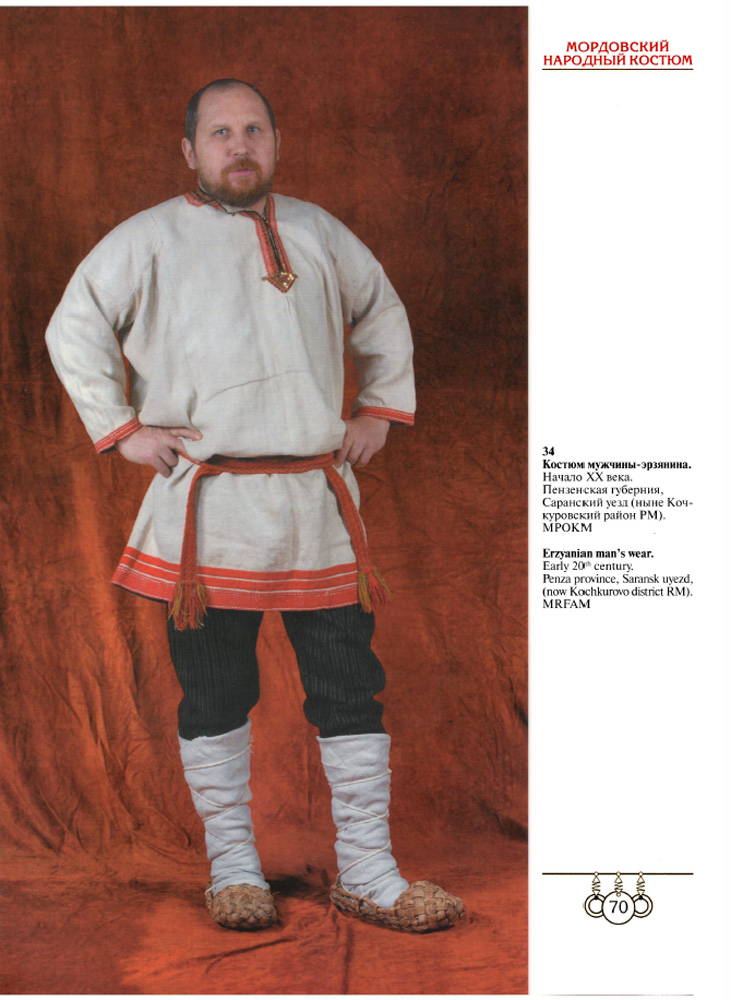 МОРДОВСКИЙ
НАРОДНЫЙ КОСТЮМ
34
Костюм мужчины-эрзянина.
Начало XX века.
Пензенская губерния,
Саранский уезд (ныне Коч-
куровский район РМ).
МРОКМ
Erzyanian man's wear.
Early 20th century.
Penza province, Saransk uyezd,
(now Kochkurovo district RM).
MRFAM
70